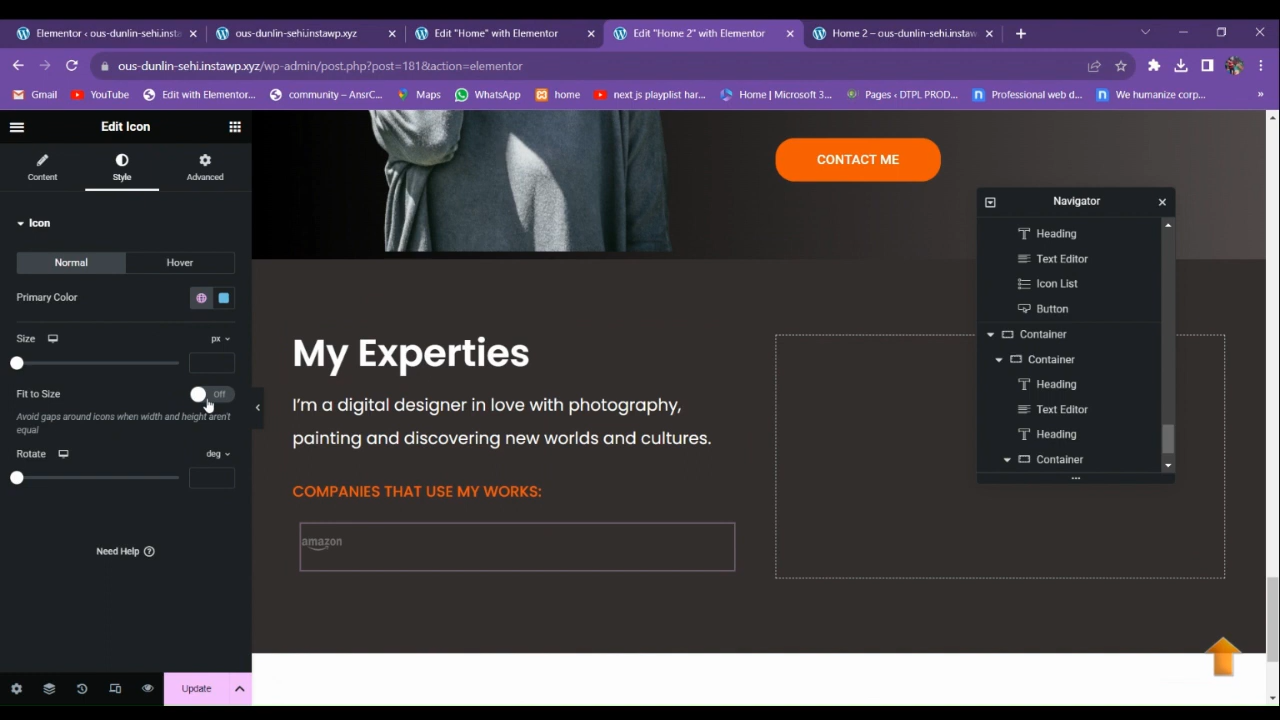 Elementor ‹ ous-dunlin-sehi.insta
ous-dunlin-sehi.instawp.xyz
Edit "Home" with Elementor
Edit "Home 2" with Elementor
Home 2 – ous-dunlin-sehi.instaw
ous-dunlin-sehi.instawp.xyz/wp-admin/post.php?post=181&action=elementor
Gmail
YouTube
Edit with Elementor...
community – AnsrC...
Maps
WhatsApp
home
next js playplist har...
Home | Microsoft 3...
Pages ‹ DTPL PROD...
Professional web d...
We humanize corp...
»
Edit Icon
Content
Style
Advanced
Icon
Normal
Hover
Primary Color
Size
px
Fit to Size
Off
Avoid gaps around icons when width and height aren't
equal
Rotate
deg
Need Help
Update
CONTACT ME
My Experties
I'm a digital designer in love with photography,
painting and discovering new worlds and cultures.
COMPANIES THAT USE MY WORKS:
amazon
Navigator
Heading
Text Editor
Icon List
Button
Container
Container
Heading
Text Editor
Heading
Container